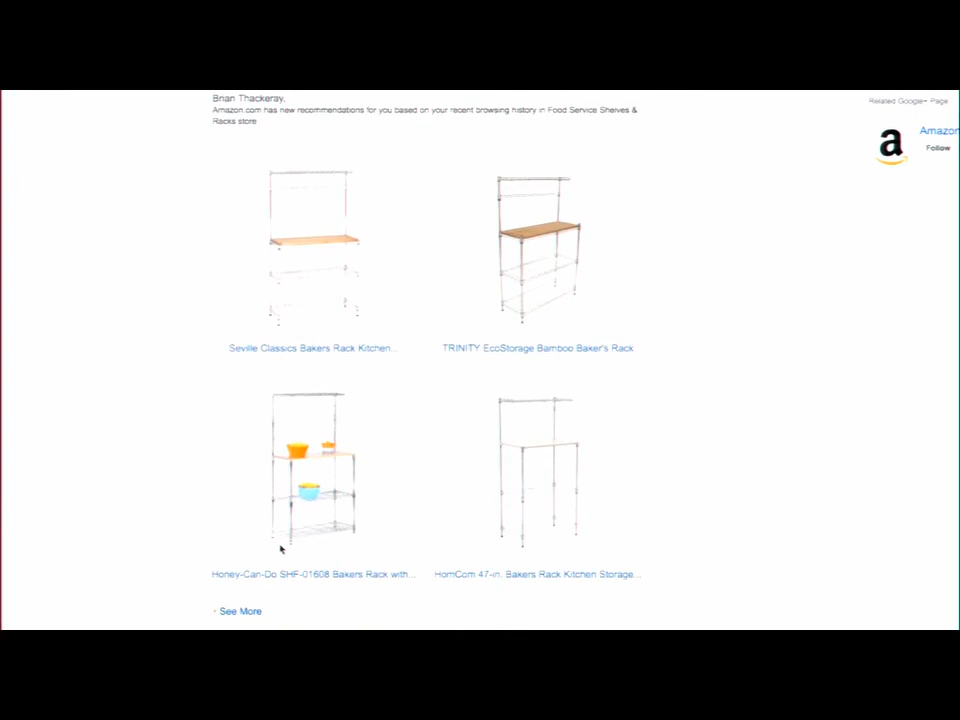 Brian Thackeray,
Amazon.com has new recommendations for you based on your recent browsing history in Food Service Shelves &
Racks store
Related Google+ Page
a
Amazon
Follow
Seville Classics Bakers Rack Kitchen...
TRINITY EcoStorage Bamboo Baker's Rack
Honey-Can-Do SHF-01608 Bakers Rack with...
HomCom 47-in. Bakers Rack Kitchen Storage...
· See More